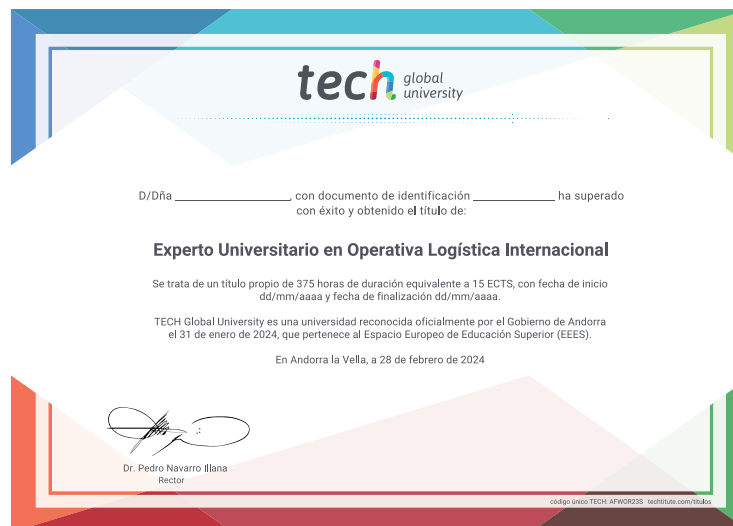 tech global university
D/Dña ________________, con documento de identificación ____________ ha superado
con éxito y obtenido el título de:
Experto Universitario en Operativa Logística Internacional
Se trata de un título propio de 375 horas de duración equivalente a 15 ECTS, con fecha de inicio
dd/mm/aaaa y fecha de finalización dd/mm/aaaa.
TECH Global University es una universidad reconocida oficialmente por el Gobierno de Andorra
el 31 de enero de 2024, que pertenece al Espacio Europeo de Educación Superior (EEES).
En Andorra la Vella, a 28 de febrero de 2024
Dr. Pedro Navarro Illana
Rector
código único TECH: AFWOR23S techtitute.com/titulos